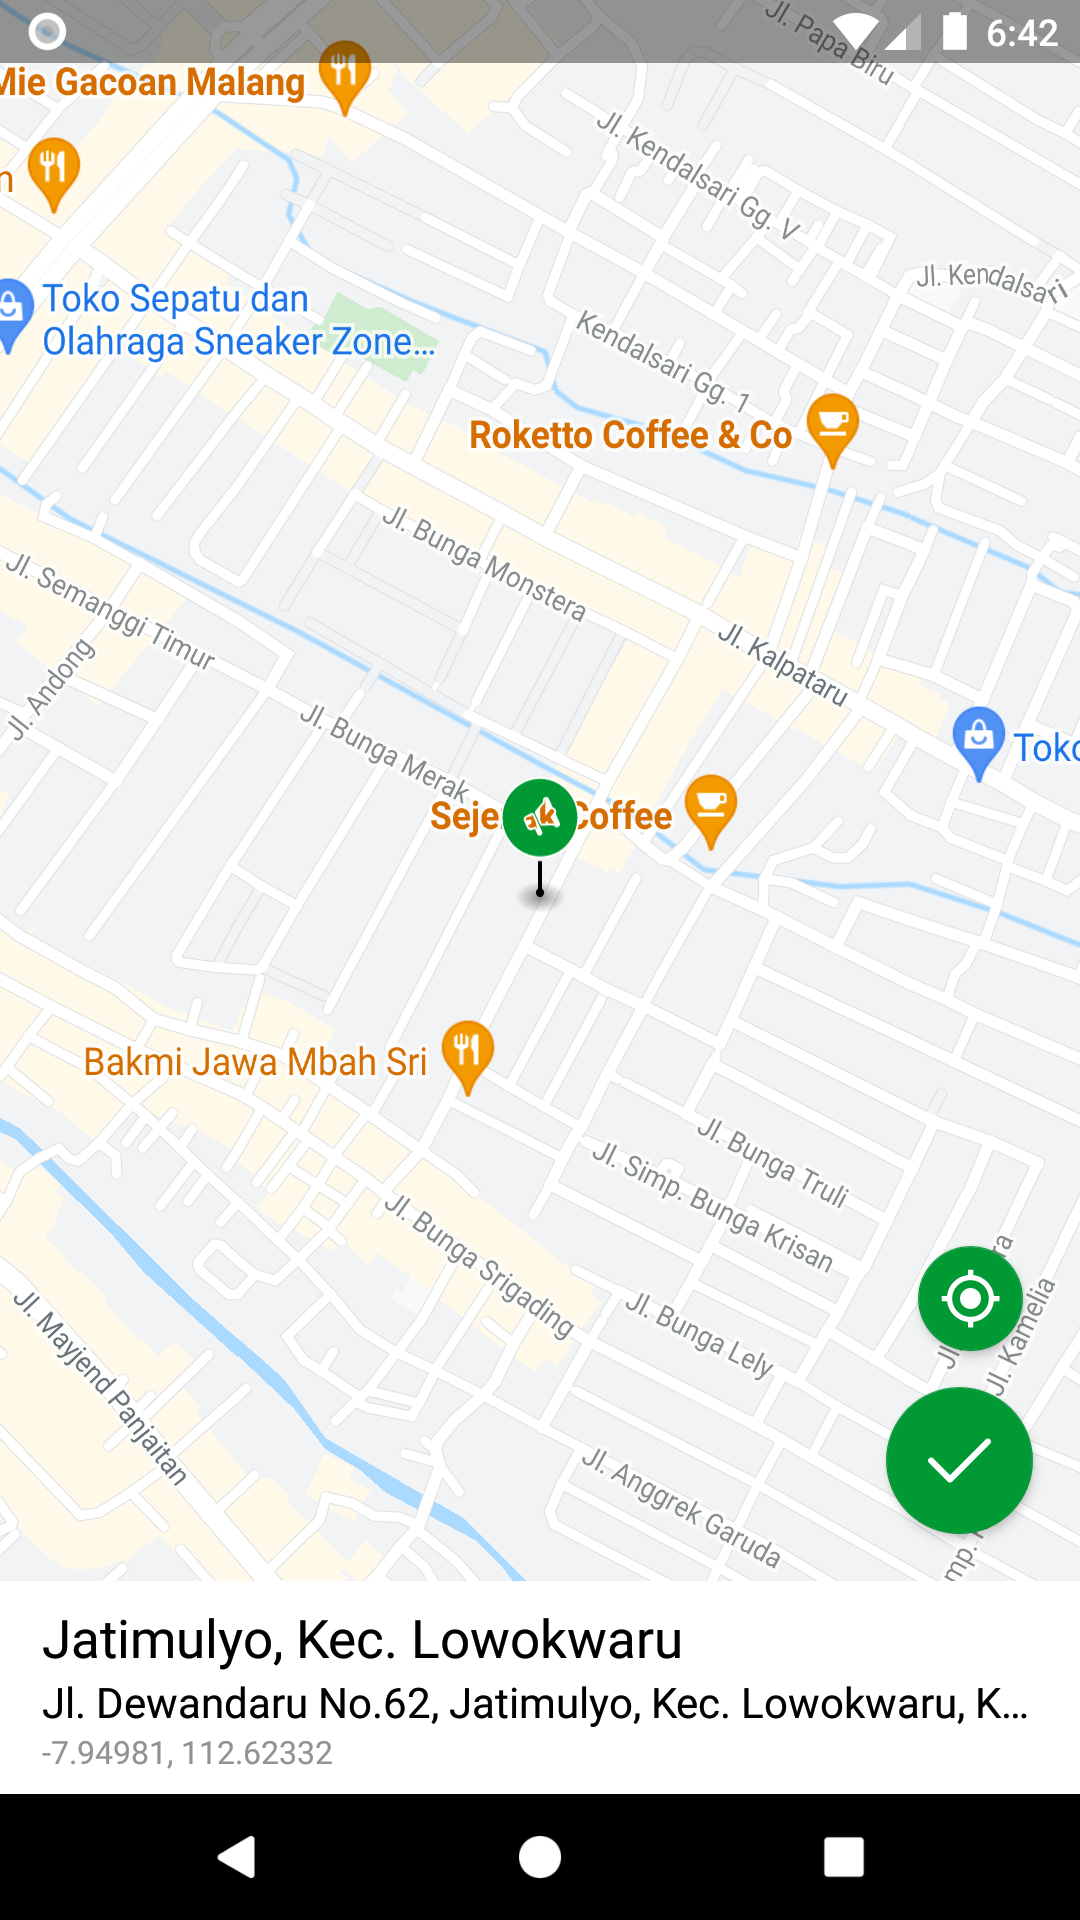 6:42
Jl. Papa Biru
Mie Gacoan Malang
Jl. Kendalsari Gg. V
n
Jl. Kendalsari
Toko Sepatu dan
Olahraga Sneaker Zone...
Kendalsari Gg. 1
Roketto Coffee & Co
Jl. Bunga Monstera
Jl. Semanggi Timur
Jl. Kalpataru
Jl. Andong
Jl. Bunga Merak
Toko
Coffee
Bakmi Jawa Mbah Sri
Jl. Bunga Truli
Jl. Simp. Bunga Krisan
Jl. Bunga Srigading
Jl. Bunga Lely
Jl. Kamelia
Jl. Mayjend Panjaitan
Jl. Anggrek Garuda
Jatimulyo, Kec. Lowokwaru
Jl. Dewandaru No.62, Jatimulyo, Kec. Lowokwaru, K...
-7.94981, 112.62332